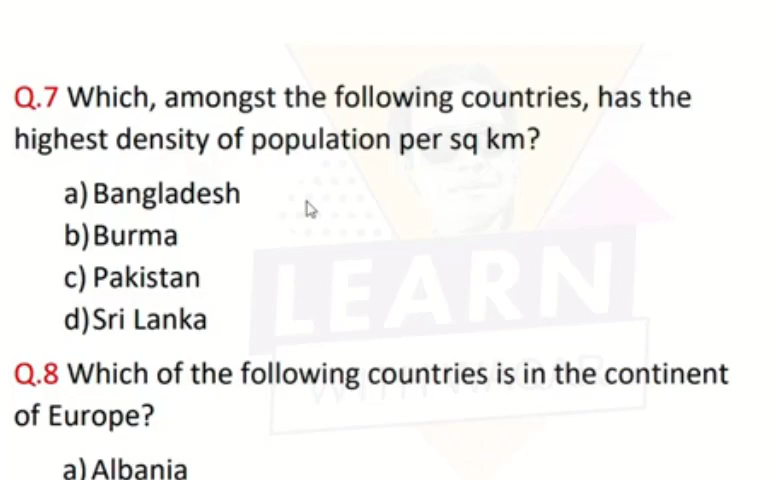 Q.7 Which, amongst the following countries, has the
highest density of population per sq km?
a) Bangladesh
b) Burma
c) Pakistan
d) Sri Lanka
LEARN
Q.8 Which of the following countries is in the continent
of Europe?
a) Albania